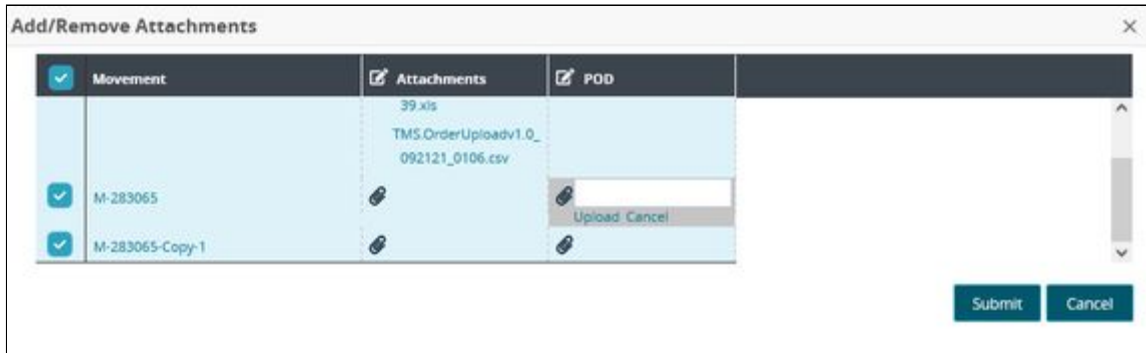 Add/Remove Attachments
Movement Attachments POD
39.xls
TMS.OrderUploadv1.0_
092121_0106.csv
M-283065
Upload Cancel
M-283065-Copy-1
Submit Cancel